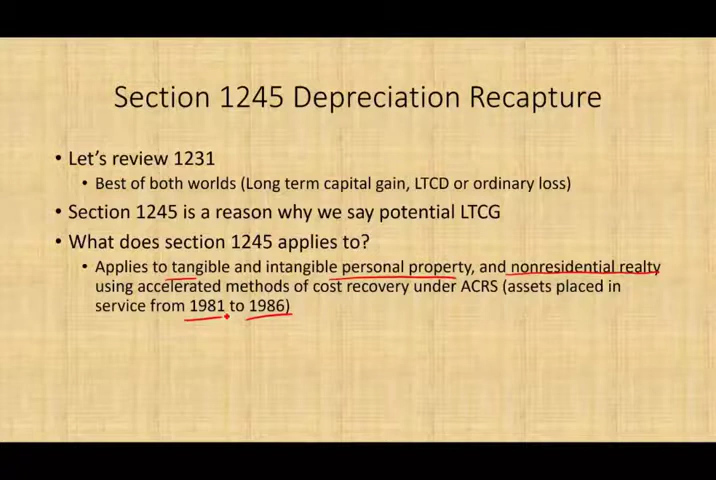 Section 1245 Depreciation Recapture
• Let's review 1231
• Best of both worlds (Long term capital gain, LTCD or ordinary loss)
• Section 1245 is a reason why we say potential LTCG
• What does section 1245 applies to?
• Applies to tangible and intangible personal property, and nonresidential realty
using accelerated methods of cost recovery under ACRS (assets placed in
service from 1981 to 1986)